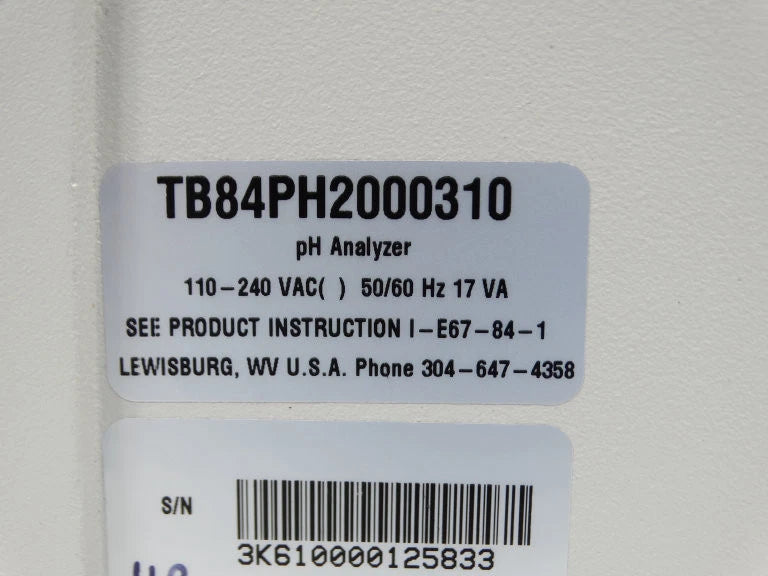 TB84PH2000310
pH Analyzer
110-240 VAC( ) 50/60 Hz 17 VA
SEE PRODUCT INSTRUCTION I-E67-84-1
LEWISBURG, WV U.S.A. Phone 304-647-4358
S/N
3K610000125833